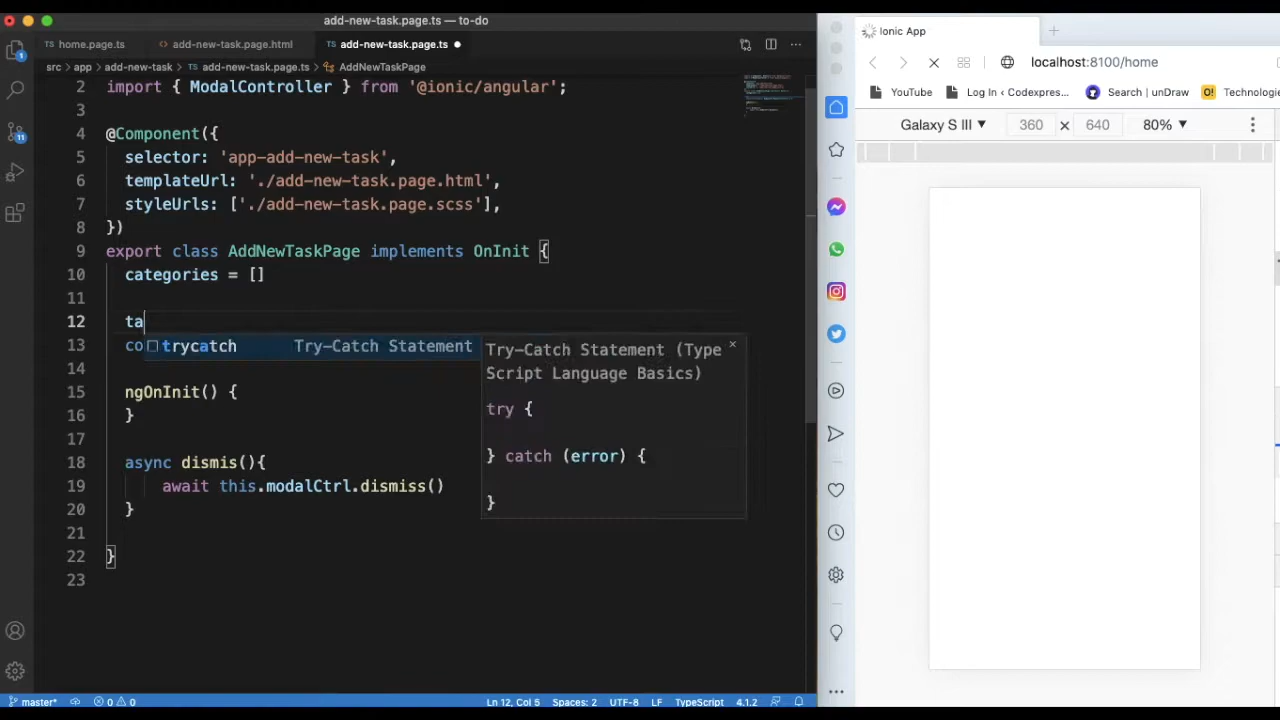 add-new-task.page.ts — to-do
TS home.page.ts
add-new-task.page.html
TS add-new-task.page.ts
src > app > add-new-task > TS add-new-task.page.ts > AddNewTaskPage
import { ModalController } from '@ionic/angular';
3
4 @Component({
5 selector: 'app-add-new-task',
6 templateUrl: './add-new-task.page.html',
7 styleUrls: ['./add-new-task.page.scss'],
8 })
9 export class AddNewTaskPage implements OnInit {
10 categories = []
11
12 ta
13 co
14
15 ngOnInit() {
16 }
17
18 async dismis(){
19 await this.modalCtrl.dismiss()
20 }
21
22 }
23
trycatch Try-Catch Statement
Try-Catch Statement (Type
Script Language Basics)
×
try {
} catch (error) {
}
1
11
master* 0 0 Ln 12, Col 5 Spaces: 2 UTF-8 LF TypeScript 4.1.2
Ionic App
localhost:8100/home
YouTube Log In ‹ Codexpres... Search | unDraw O! Technologie
Galaxy S III ▼ 360 × 640 80% ▼